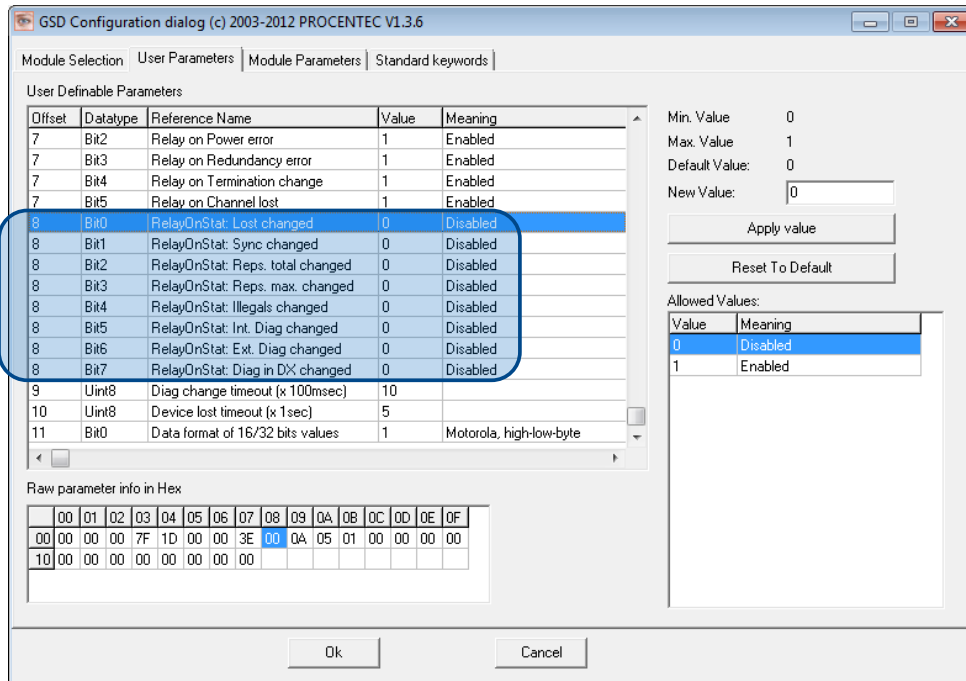 GSD Configuration dialog (c) 2003-2012 PROCENTEC V1.3.6
Module Selection User Parameters Module Parameters Standard keywords
User Definable Parameters
Offset Datatype Reference Name Value Meaning
7 Bit2 Relay on Power error 1 Enabled
7 Bit3 Relay on Redundancy error 1 Enabled
7 Bit4 Relay on Termination change 1 Enabled
7 Bit5 Relay on Channel lost 1 Enabled
8 Bit0 RelayOnStat: Lost changed 0 Disabled
8 Bit1 RelayOnStat: Sync changed 0 Disabled
8 Bit2 RelayOnStat: Reps. total changed 0 Disabled
8 Bit3 RelayOnStat: Reps. max. changed 0 Disabled
8 Bit4 RelayOnStat: Illegals changed 0 Disabled
8 Bit5 RelayOnStat: Int. Diag changed 0 Disabled
8 Bit6 RelayOnStat: Ext. Diag changed 0 Disabled
8 Bit7 RelayOnStat: Diag in DX changed 0 Disabled
9 Uint8 Diag change timeout (x 100msec) 10
10 Uint8 Device lost timeout (x 1sec) 5
11 Bit0 Data format of 16/32 bits values 1 Motorola, high-low-byte
Min. Value 0
Max. Value 1
Default Value: 0
New Value: 0
Apply value
Reset To Default
Allowed Values:
Value Meaning
0 Disabled
1 Enabled
Raw parameter info in Hex
00 01 02 03 04 05 06 07 08 09 0A 0B 0C 0D 0E 0F
00 00 00 00 7F 1D 00 00 3E 00 0A 05 01 00 00 00 00
10 00 00 00 00 00 00 00 00
Ok Cancel